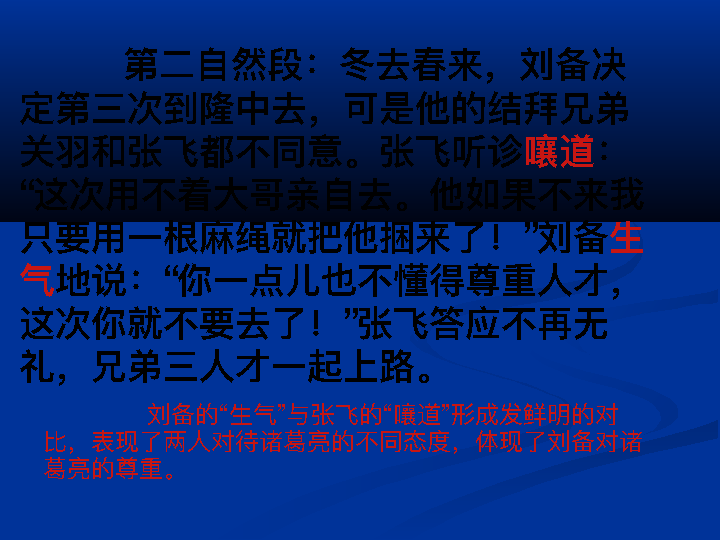 第二自然段：冬去春来，刘备决
定第三次到隆中去，可是他的结拜兄弟
关羽和张飞都不同意。张飞听诊嚷道：
“这次用不着大哥亲自去。他如果不来我
只要用一根麻绳就把他捆来了！”刘备生
气地说：“你一点儿也不懂得尊重人才，
这次你就不要去了！”张飞答应不再无
礼，兄弟三人才一起上路。
刘备的“生气”与张飞的“嚷道”形成发鲜明的对
比，表现了两人对待诸葛亮的不同态度，体现了刘备对诸
葛亮的尊重。